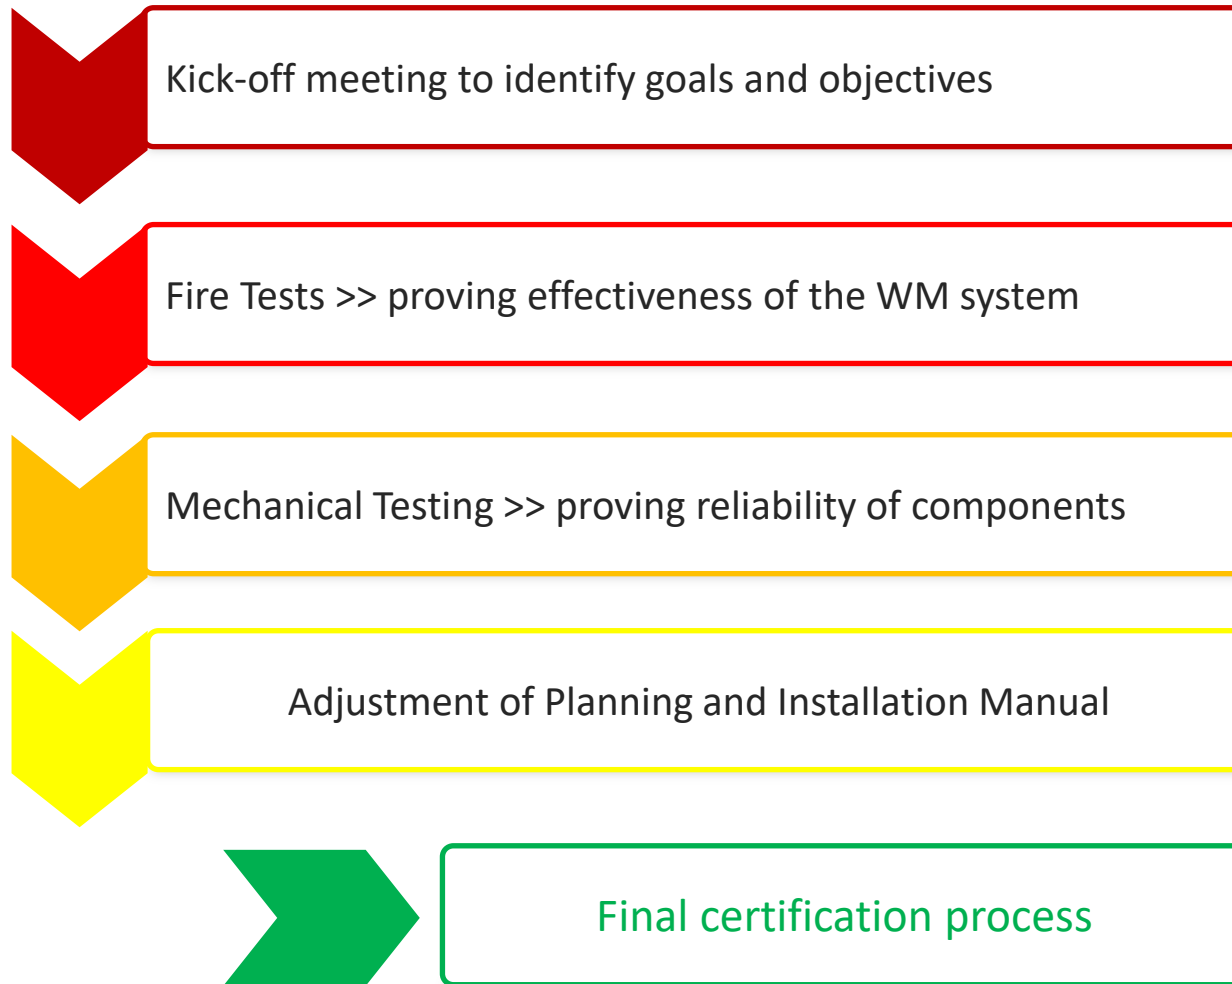 Kick-off meeting to identify goals and objectives
Fire Tests >> proving effectiveness of the WM system
Mechanical Testing >> proving reliability of components
Adjustment of Planning and Installation Manual
Final certification process